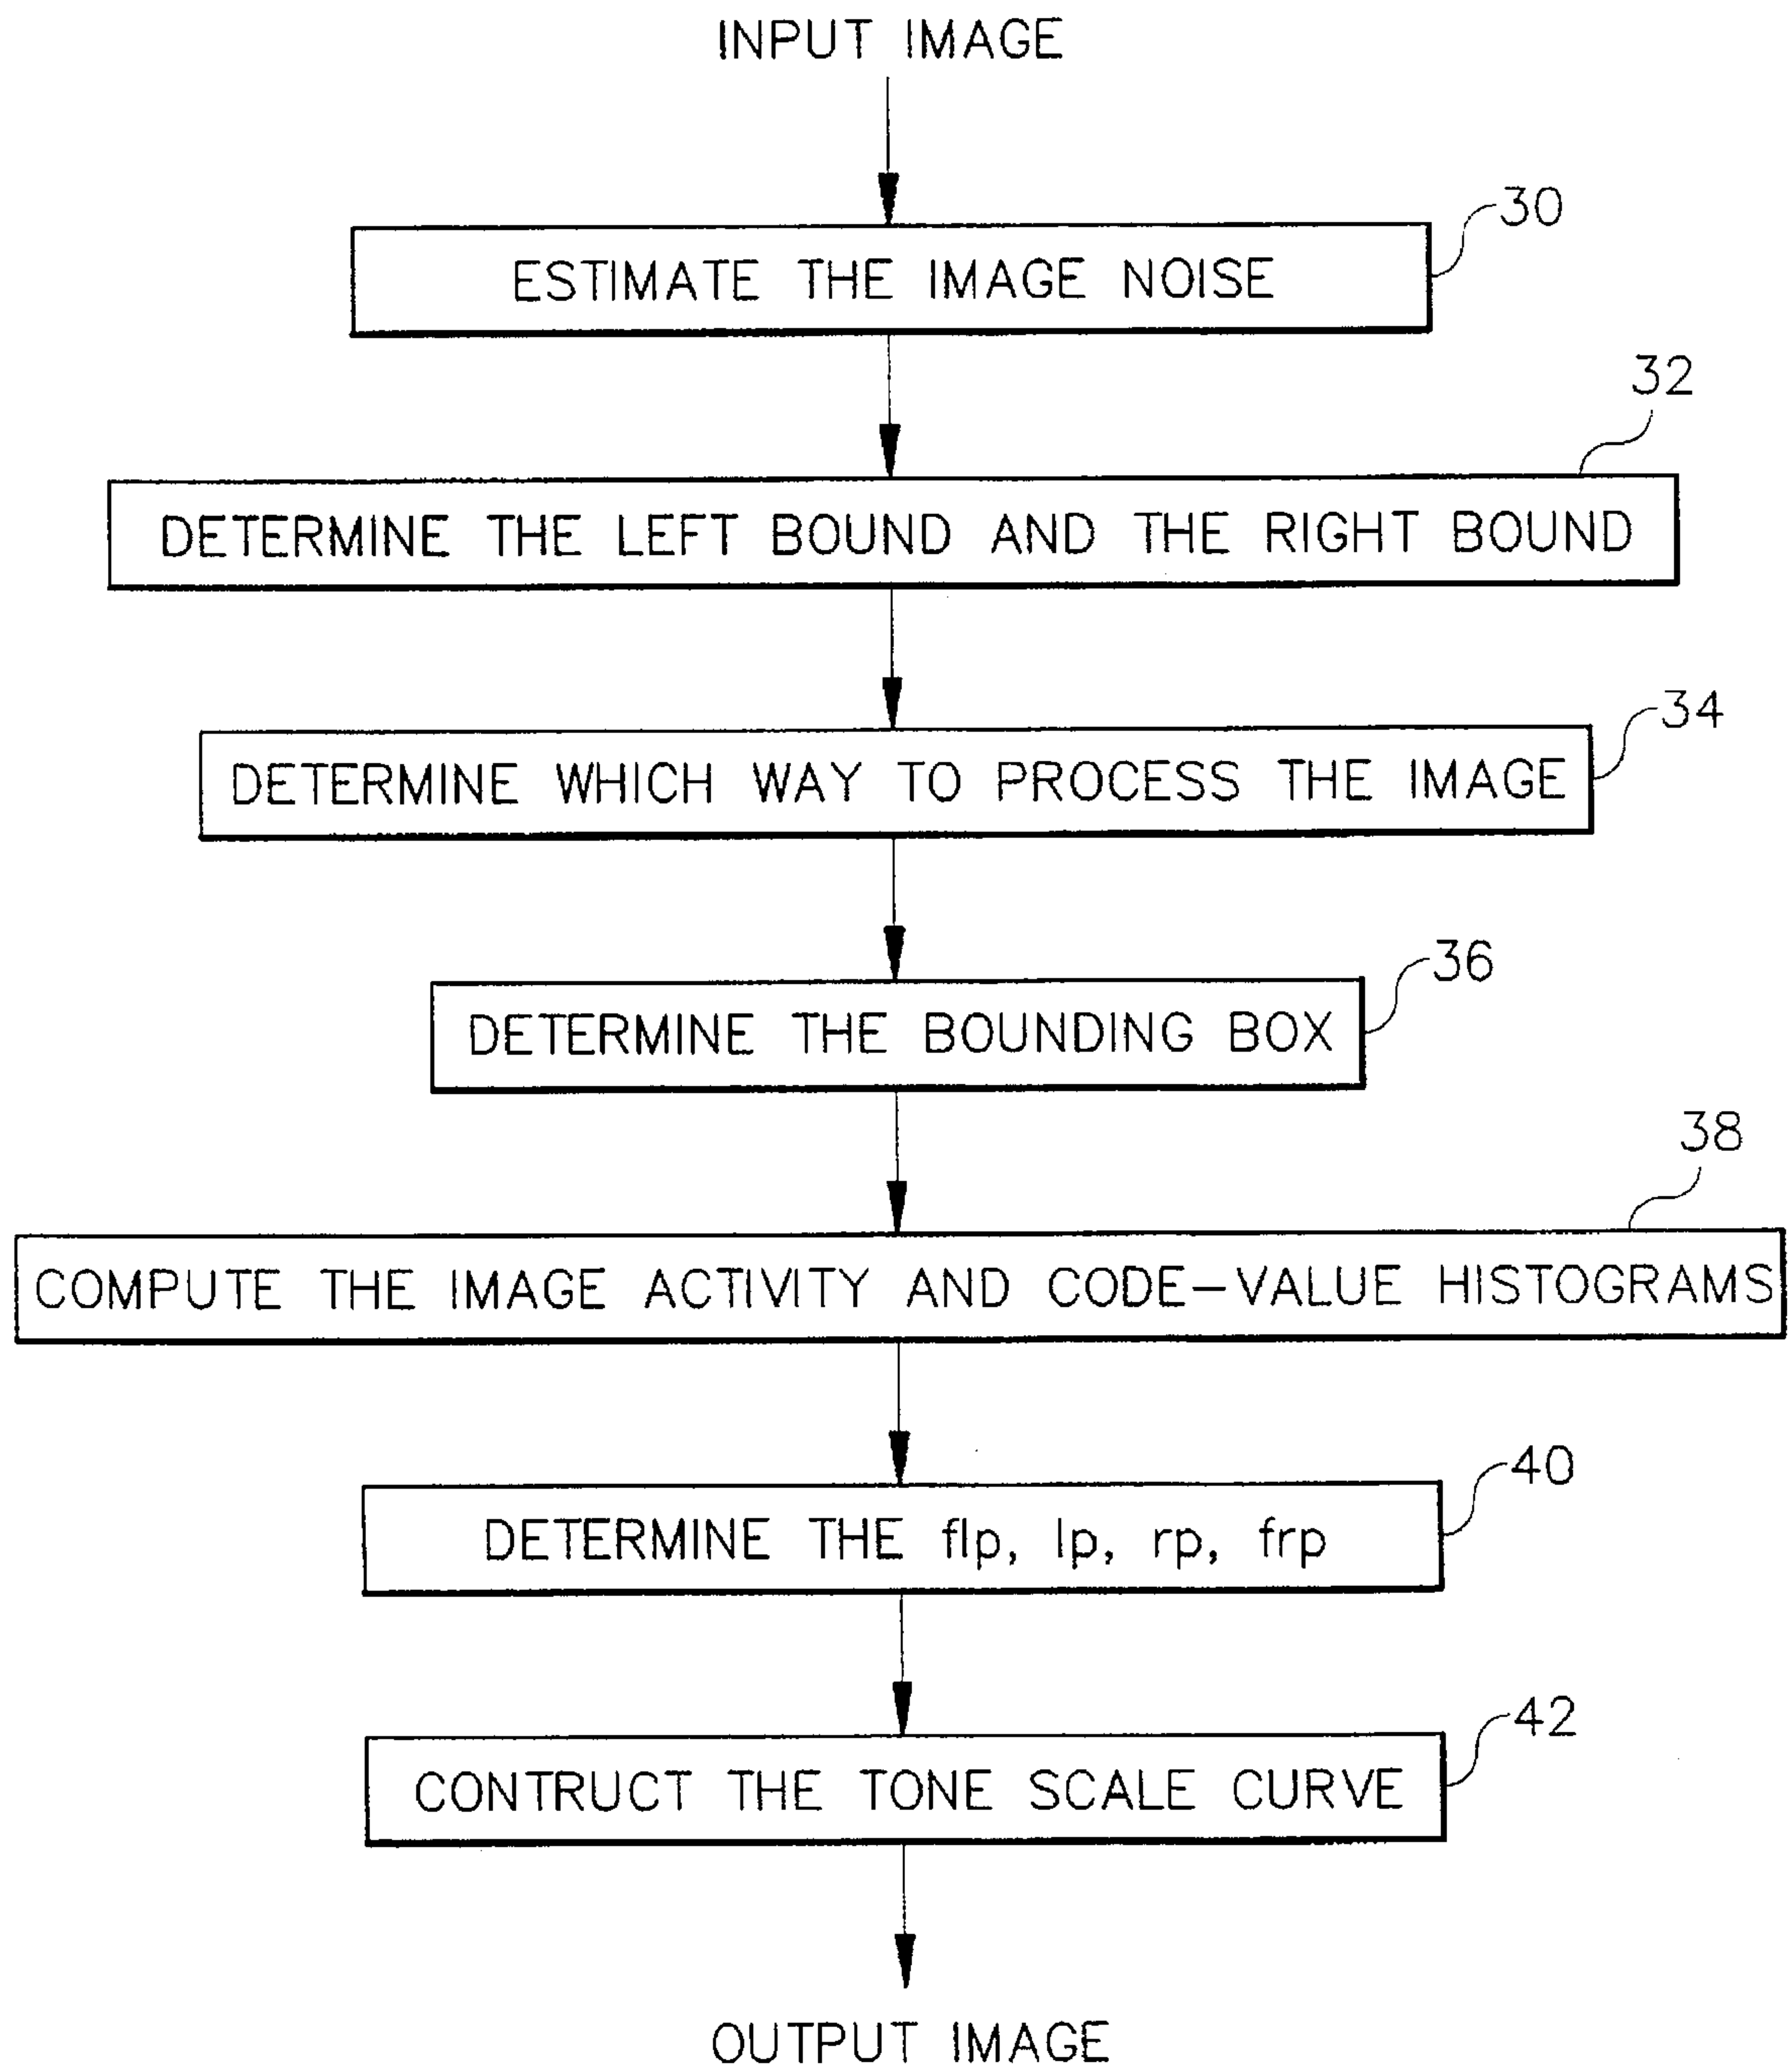 INPUT IMAGE
30
ESTIMATE THE IMAGE NOISE
32
DETERMINE THE LEFT BOUND AND THE RIGHT BOUND
34
DETERMINE WHICH WAY TO PROCESS THE IMAGE
36
DETERMINE THE BOUNDING BOX
38
COMPUTE THE IMAGE ACTIVITY AND CODE-VALUE HISTOGRAMS
40
DETERMINE THE flp, lp, rp, frp
42
CONTRUCT THE TONE SCALE CURVE
OUTPUT IMAGE